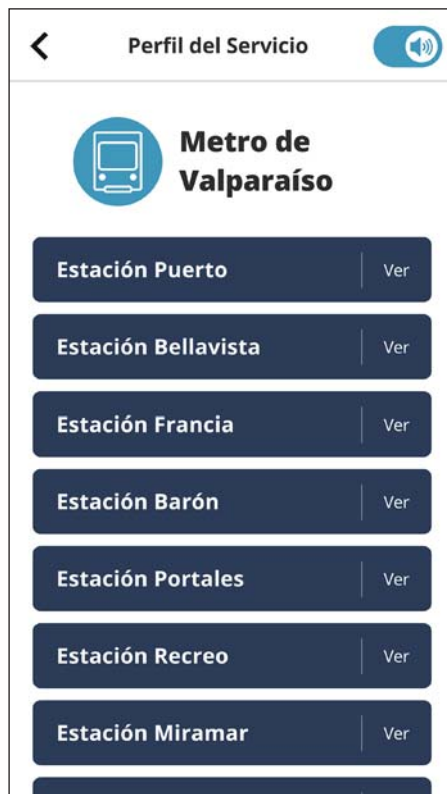 Perfil del Servicio
Metro de
Valparaíso
Estación Puerto Ver
Estación Bellavista Ver
Estación Francia Ver
Estación Barón Ver
Estación Portales Ver
Estación Recreo Ver
Estación Miramar Ver